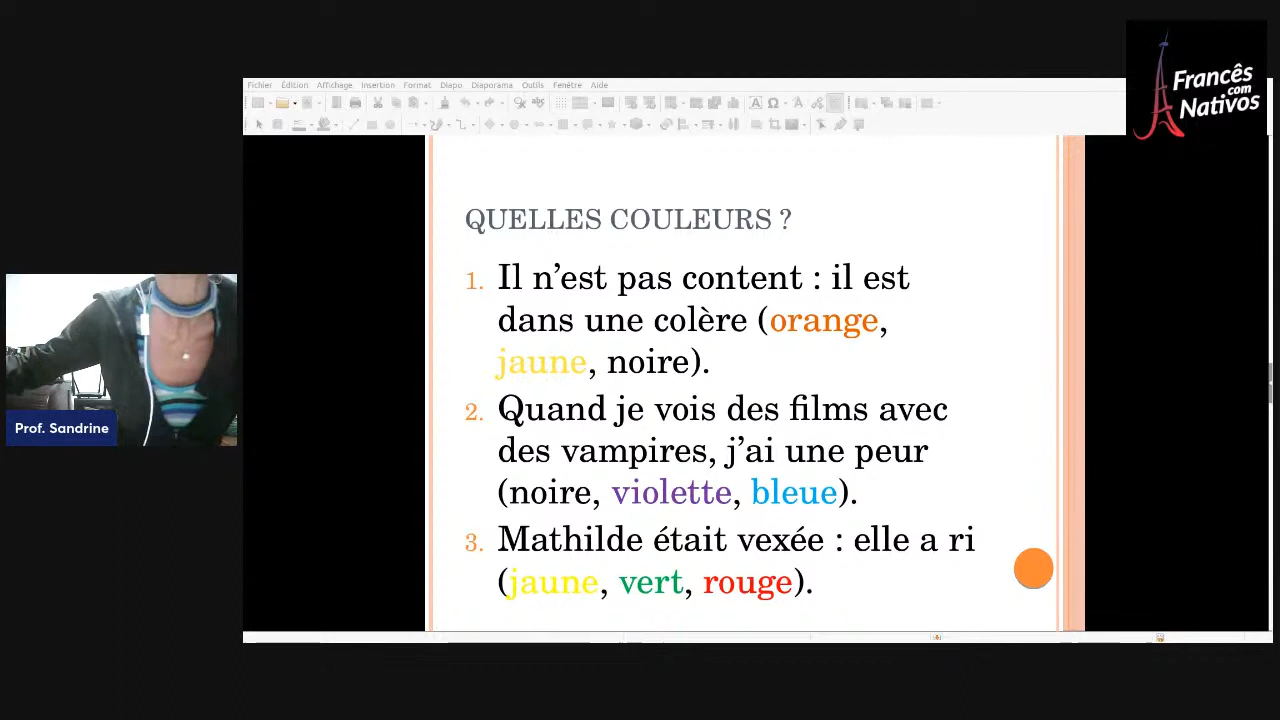 Francês
com
Nativos
Fichier Édition Affichage Insertion Format Diapo Diaporama Outils Fenêtre Aide
QUELLES COULEURS ?
1. Il n’est pas content : il est
dans une colère (orange,
jaune, noire).
2. Quand je vois des films avec
des vampires, j’ai une peur
(noire, violette, bleue).
3. Mathilde était vexée : elle a ri
(jaune, vert, rouge).
Prof. Sandrine